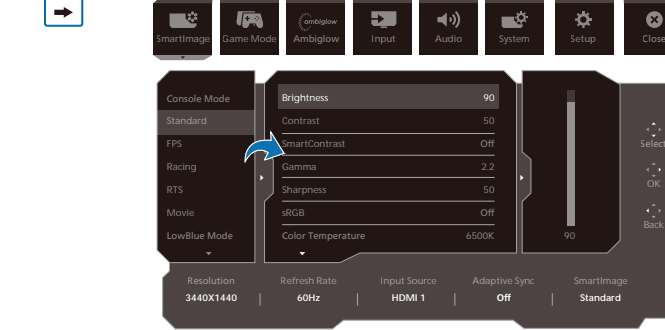 SmartImage Game Mode Ambiglow Input Audio System Setup Close
ambiglow
Console Mode
Standard
FPS
Racing
RTS
Movie
LowBlue Mode
Brightness 90
Contrast 50
SmartContrast Off
Gamma 2.2
Sharpness 50
sRGB Off
Color Temperature 6500K
90
Select
OK
Back
Resolution Refresh Rate Input Source Adaptive Sync SmartImage
3440X1440 | 60Hz | HDMI 1 | Off | Standard